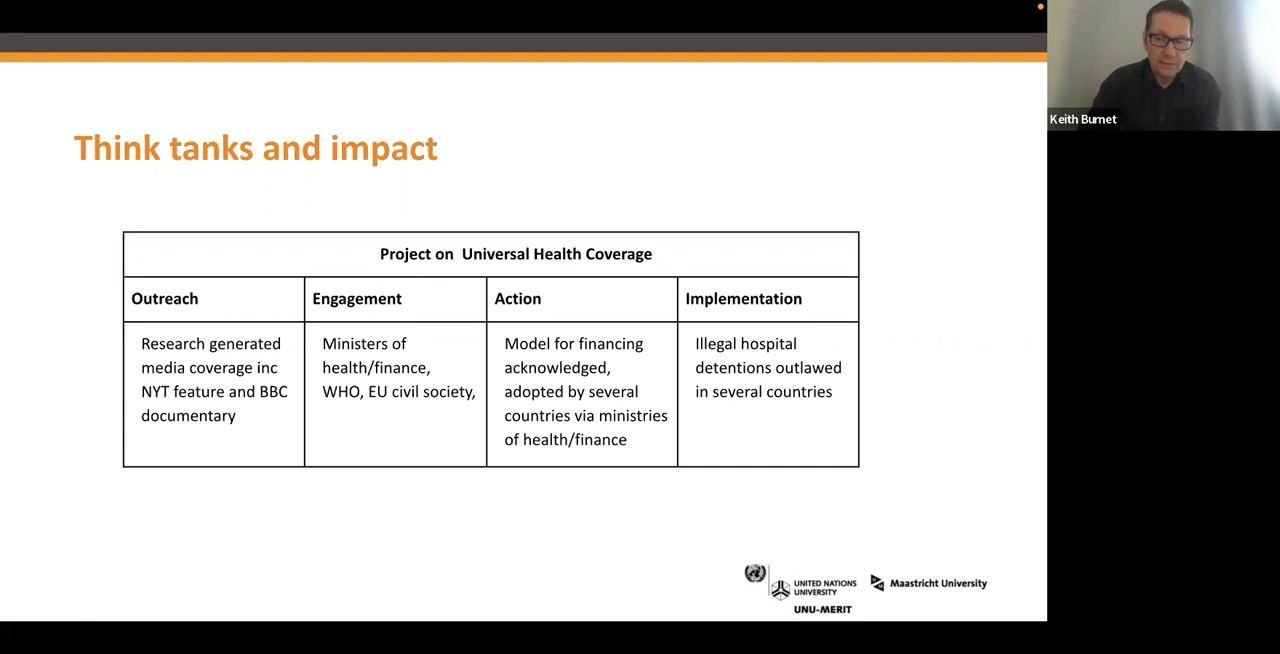 Keith Burnet
Think tanks and impact
Project on Universal Health Coverage
Outreach
Engagement
Action
Implementation
Research generated
media coverage inc
NYT feature and BBC
documentary
Ministers of
health/finance,
WHO, EU civil society,
Model for financing
acknowledged,
adopted by several
countries via ministries
of health/finance
Illegal hospital
detentions outlawed
in several countries
UNITED NATIONS
UNIVERSITY
UNU-MERIT
Maastricht University